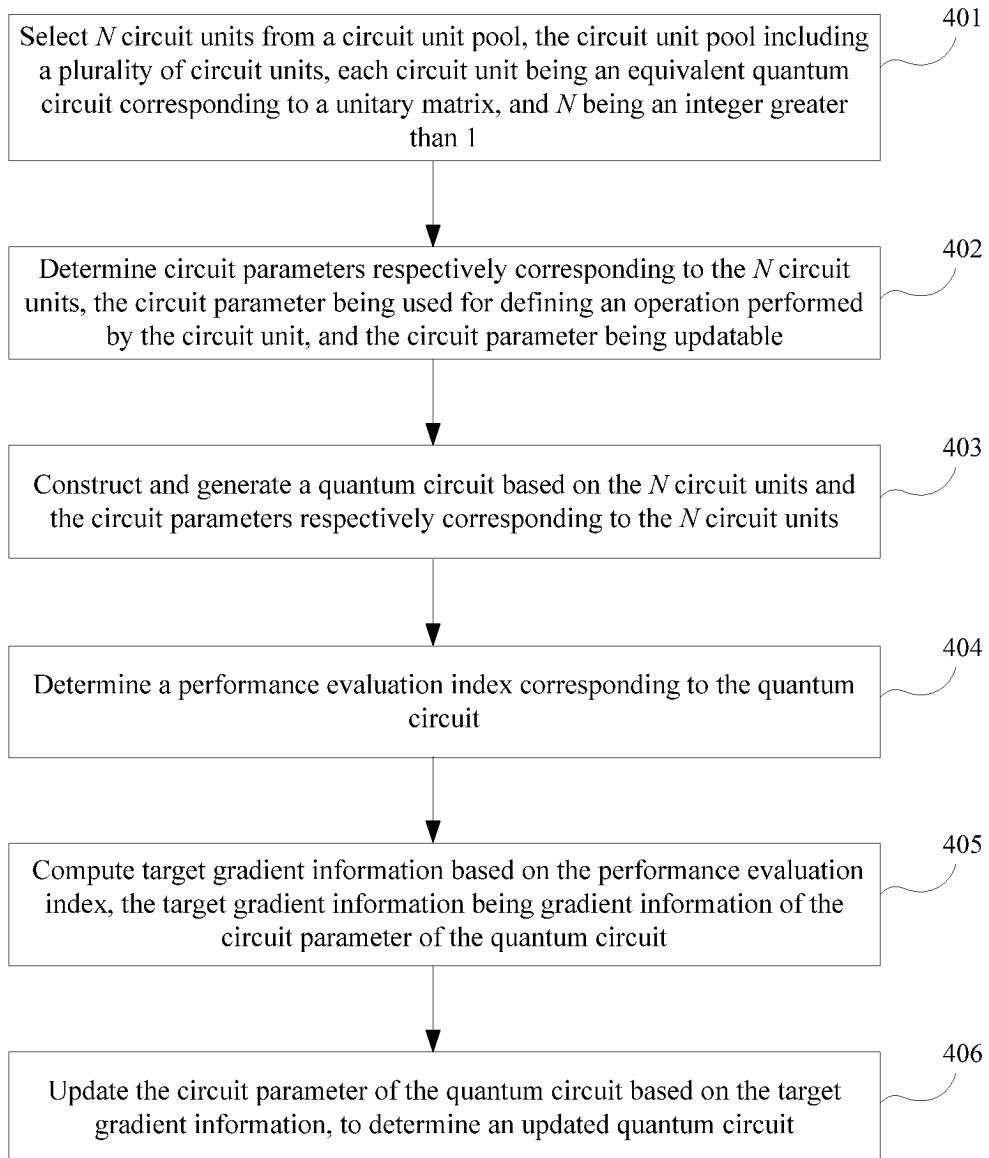 401
Select N circuit units from a circuit unit pool, the circuit unit pool including
a plurality of circuit units, each circuit unit being an equivalent quantum
circuit corresponding to a unitary matrix, and N being an integer greater
than 1
402
Determine circuit parameters respectively corresponding to the N circuit
units, the circuit parameter being used for defining an operation performed
by the circuit unit, and the circuit parameter being updatable
403
Construct and generate a quantum circuit based on the N circuit units and
the circuit parameters respectively corresponding to the N circuit units
404
Determine a performance evaluation index corresponding to the quantum
circuit
405
Compute target gradient information based on the performance evaluation
index, the target gradient information being gradient information of the
circuit parameter of the quantum circuit
406
Update the circuit parameter of the quantum circuit based on the target
gradient information, to determine an updated quantum circuit